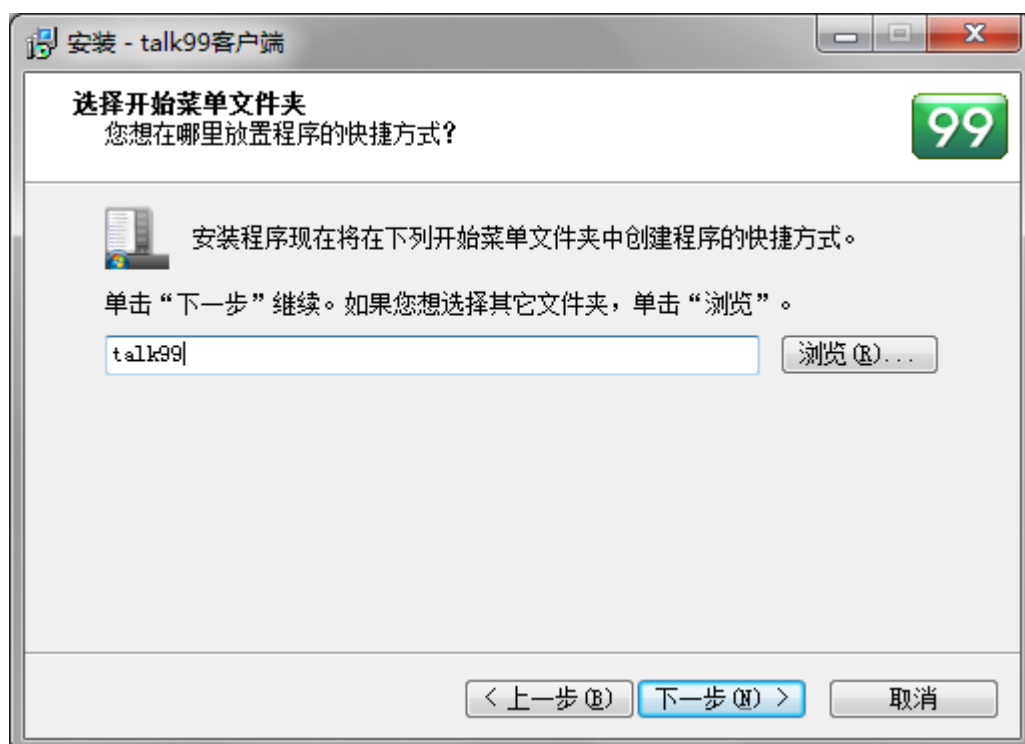 安装 - talk99客户端
选择开始菜单文件夹
您想在哪里放置程序的快捷方式?
99
安装程序现在将在下列开始菜单文件夹中创建程序的快捷方式。
单击“下一步”继续。如果您想选择其它文件夹，单击“浏览”。
talk99
浏览(R)...
< 上一步(B)
下一步(N) >
取消